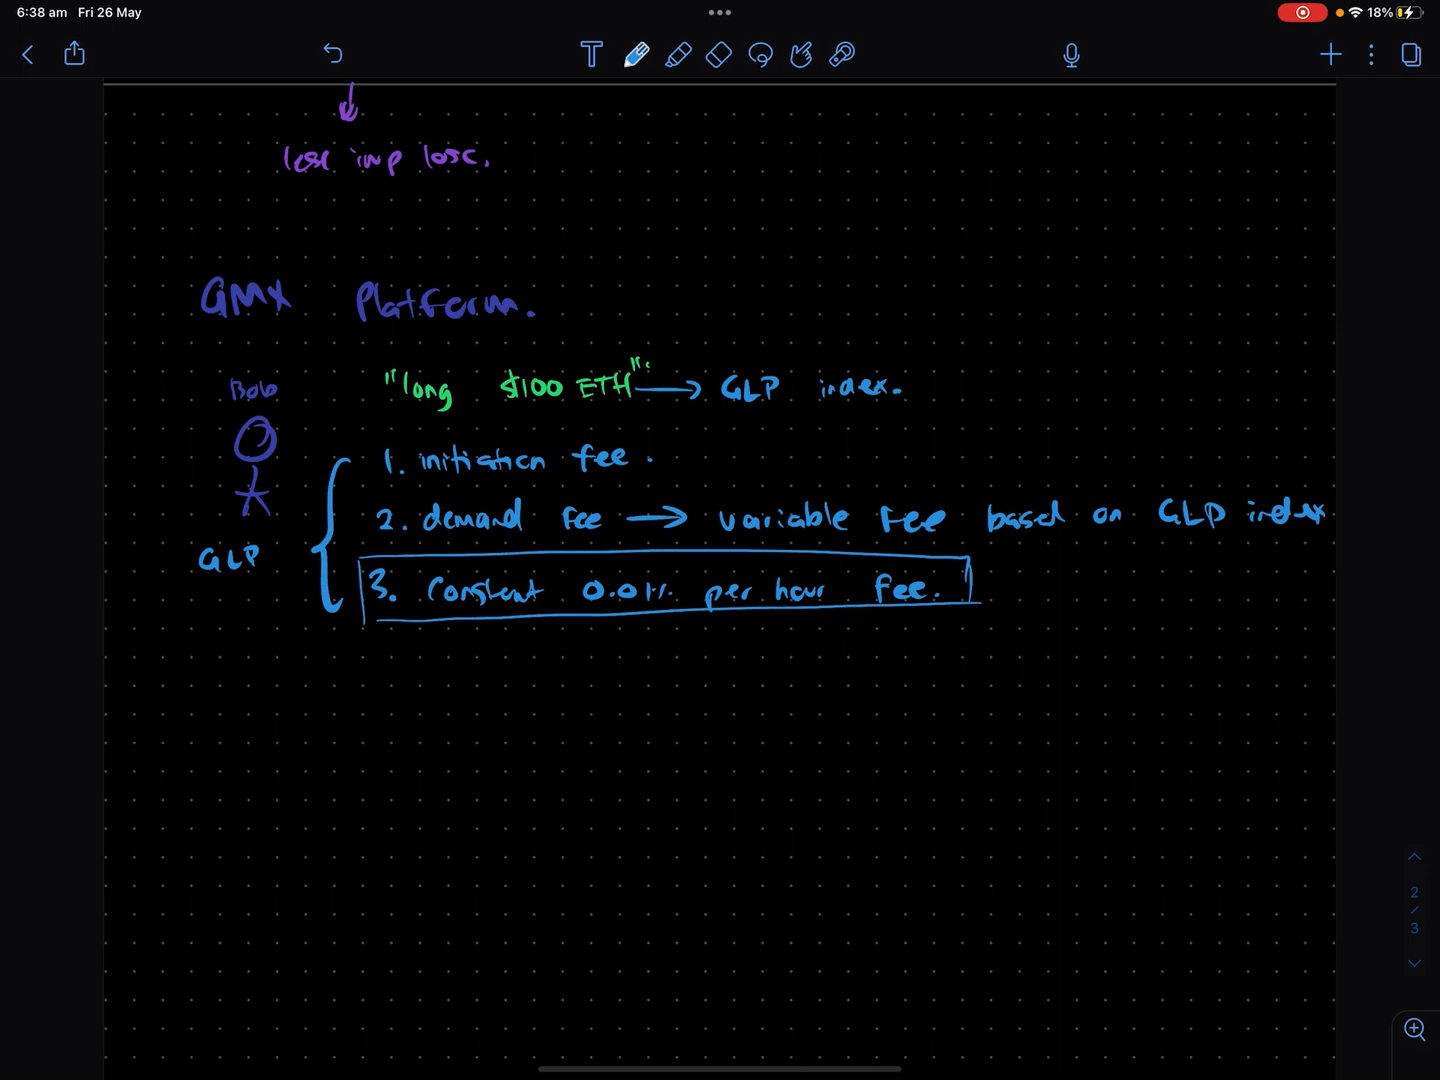 6:38 am Fri 26 May
18%
less imp loss.
GMX Platform.
Bob "long $100 ETH". → GLP index.
1. initiation fee.
2. demand fee → variable fee based on GLP index
GLP
3. constant 0.01% per hour fee.
2
/
3